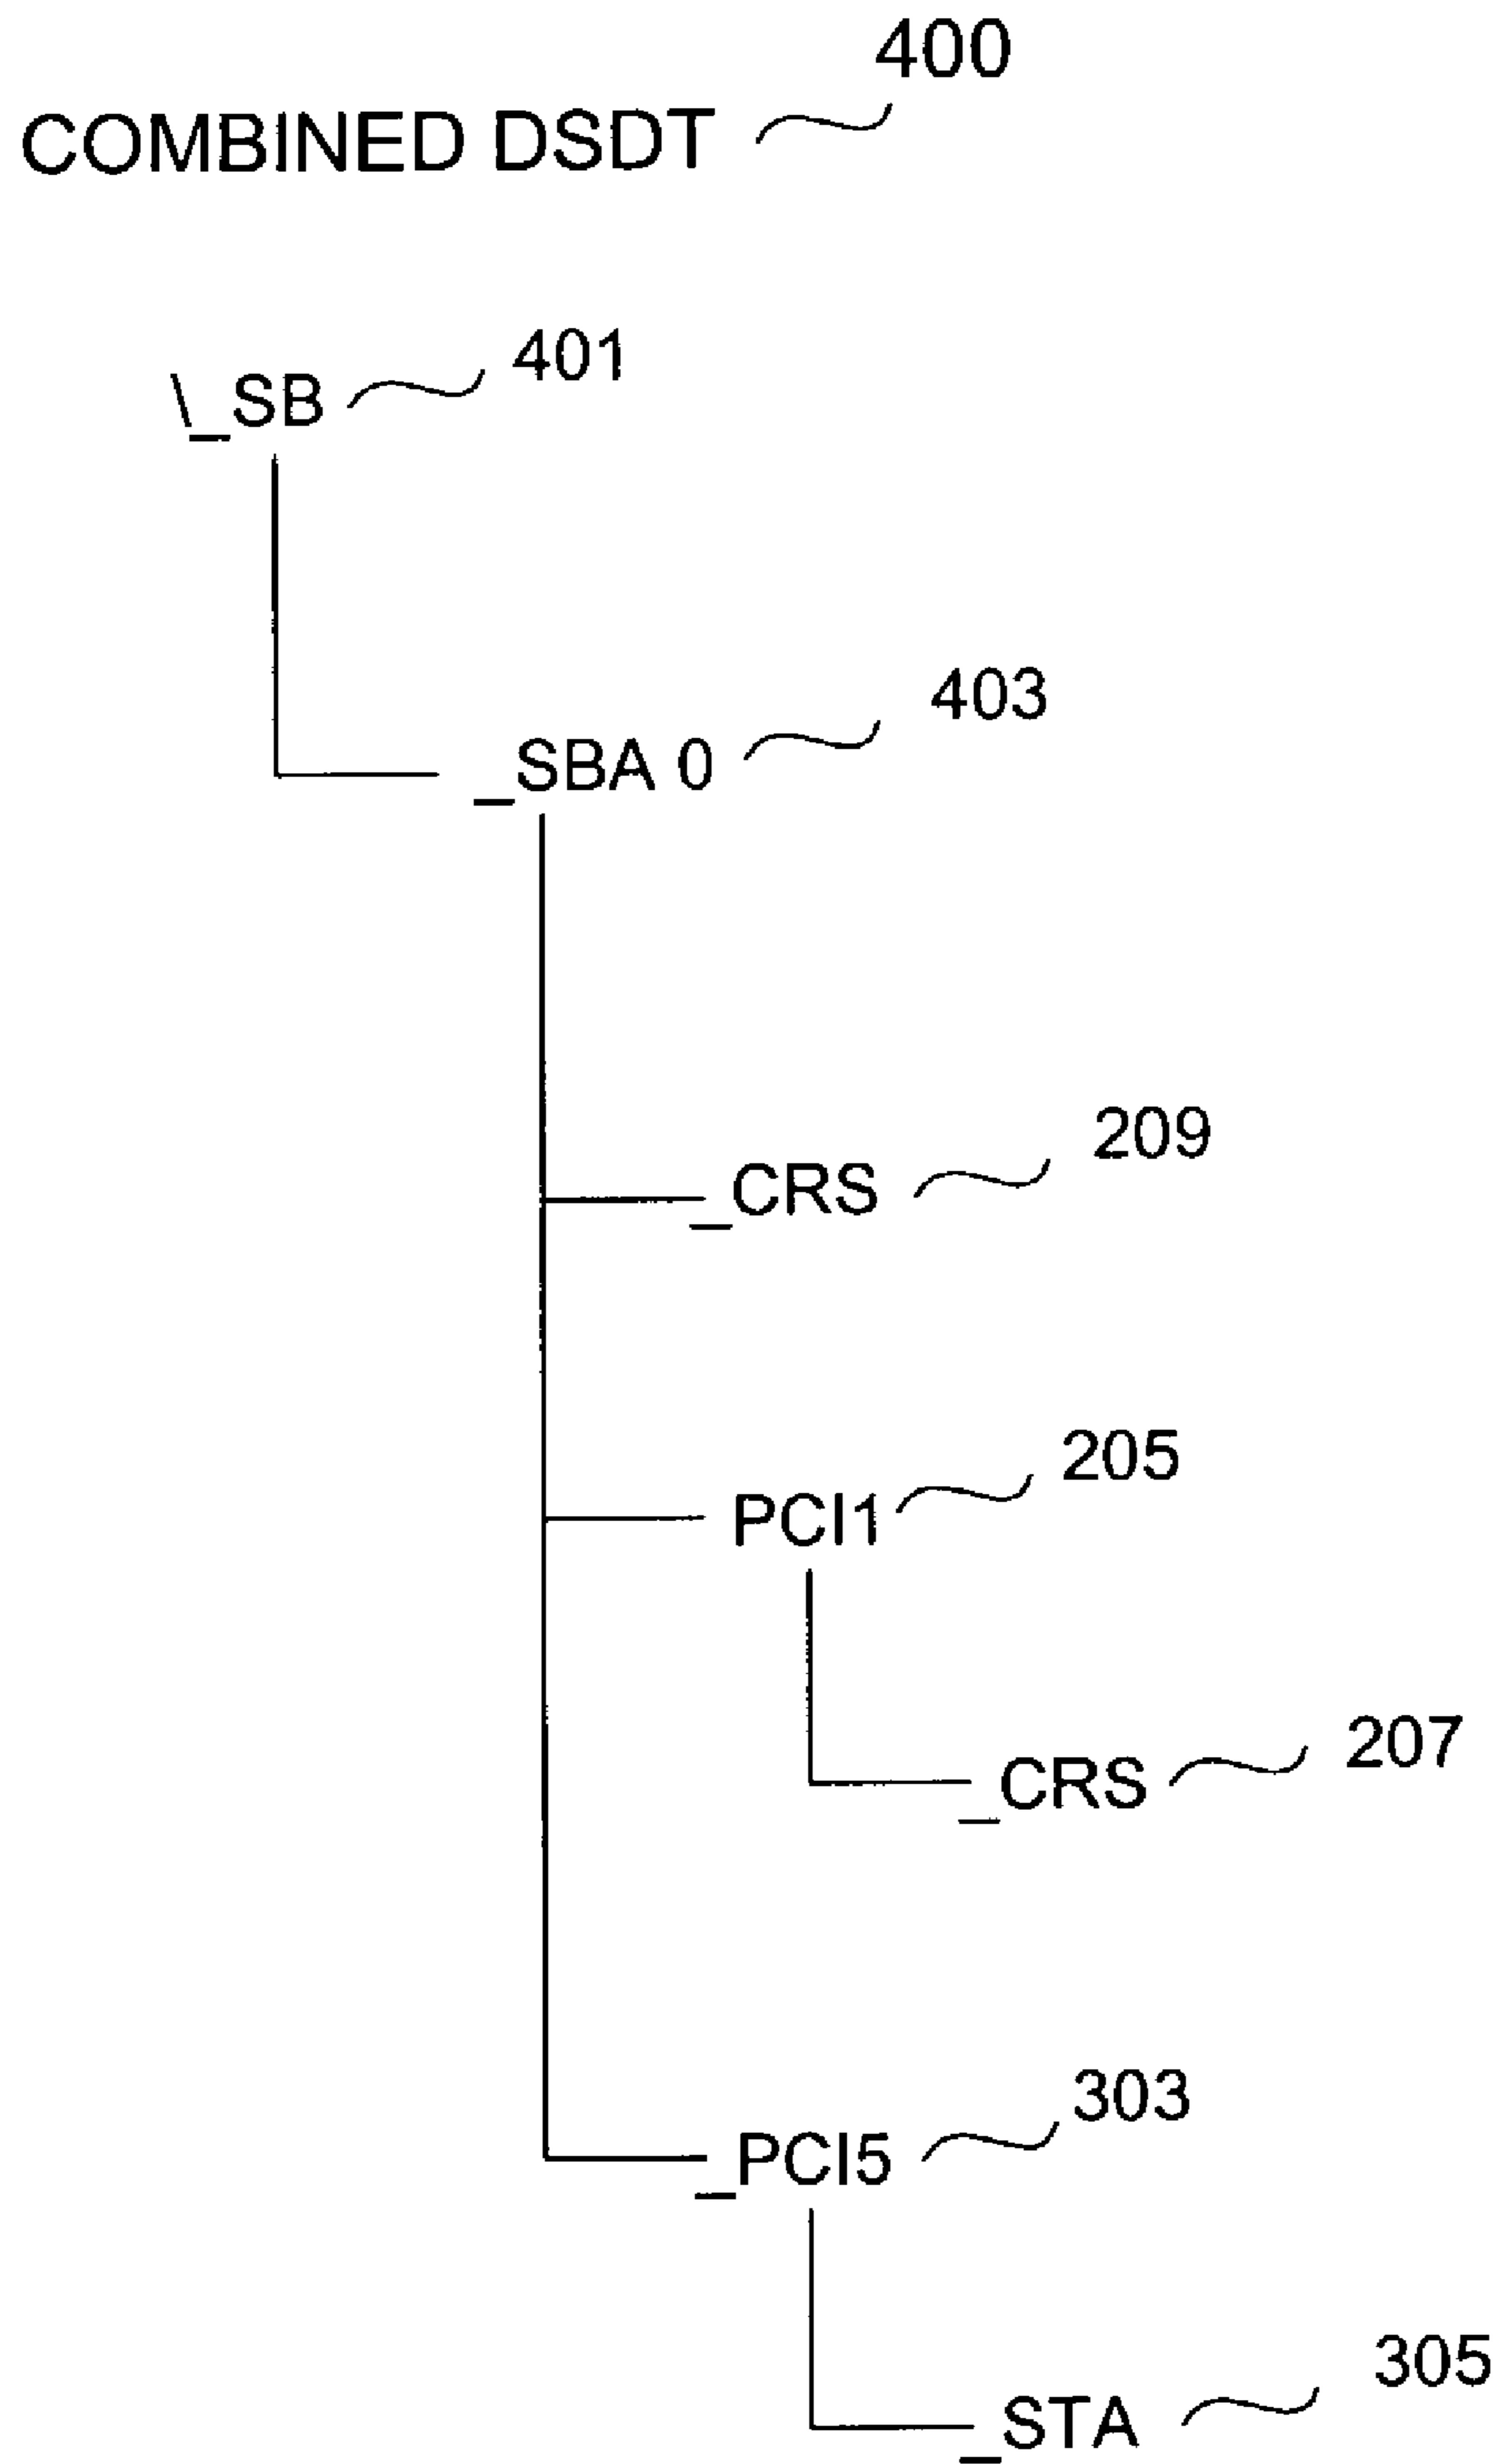 400
COMBINED DSDT
401
\_SB
403
_SBA 0
209
_CRS
205
PCI1
207
_CRS
303
_PCI5
305
_STA